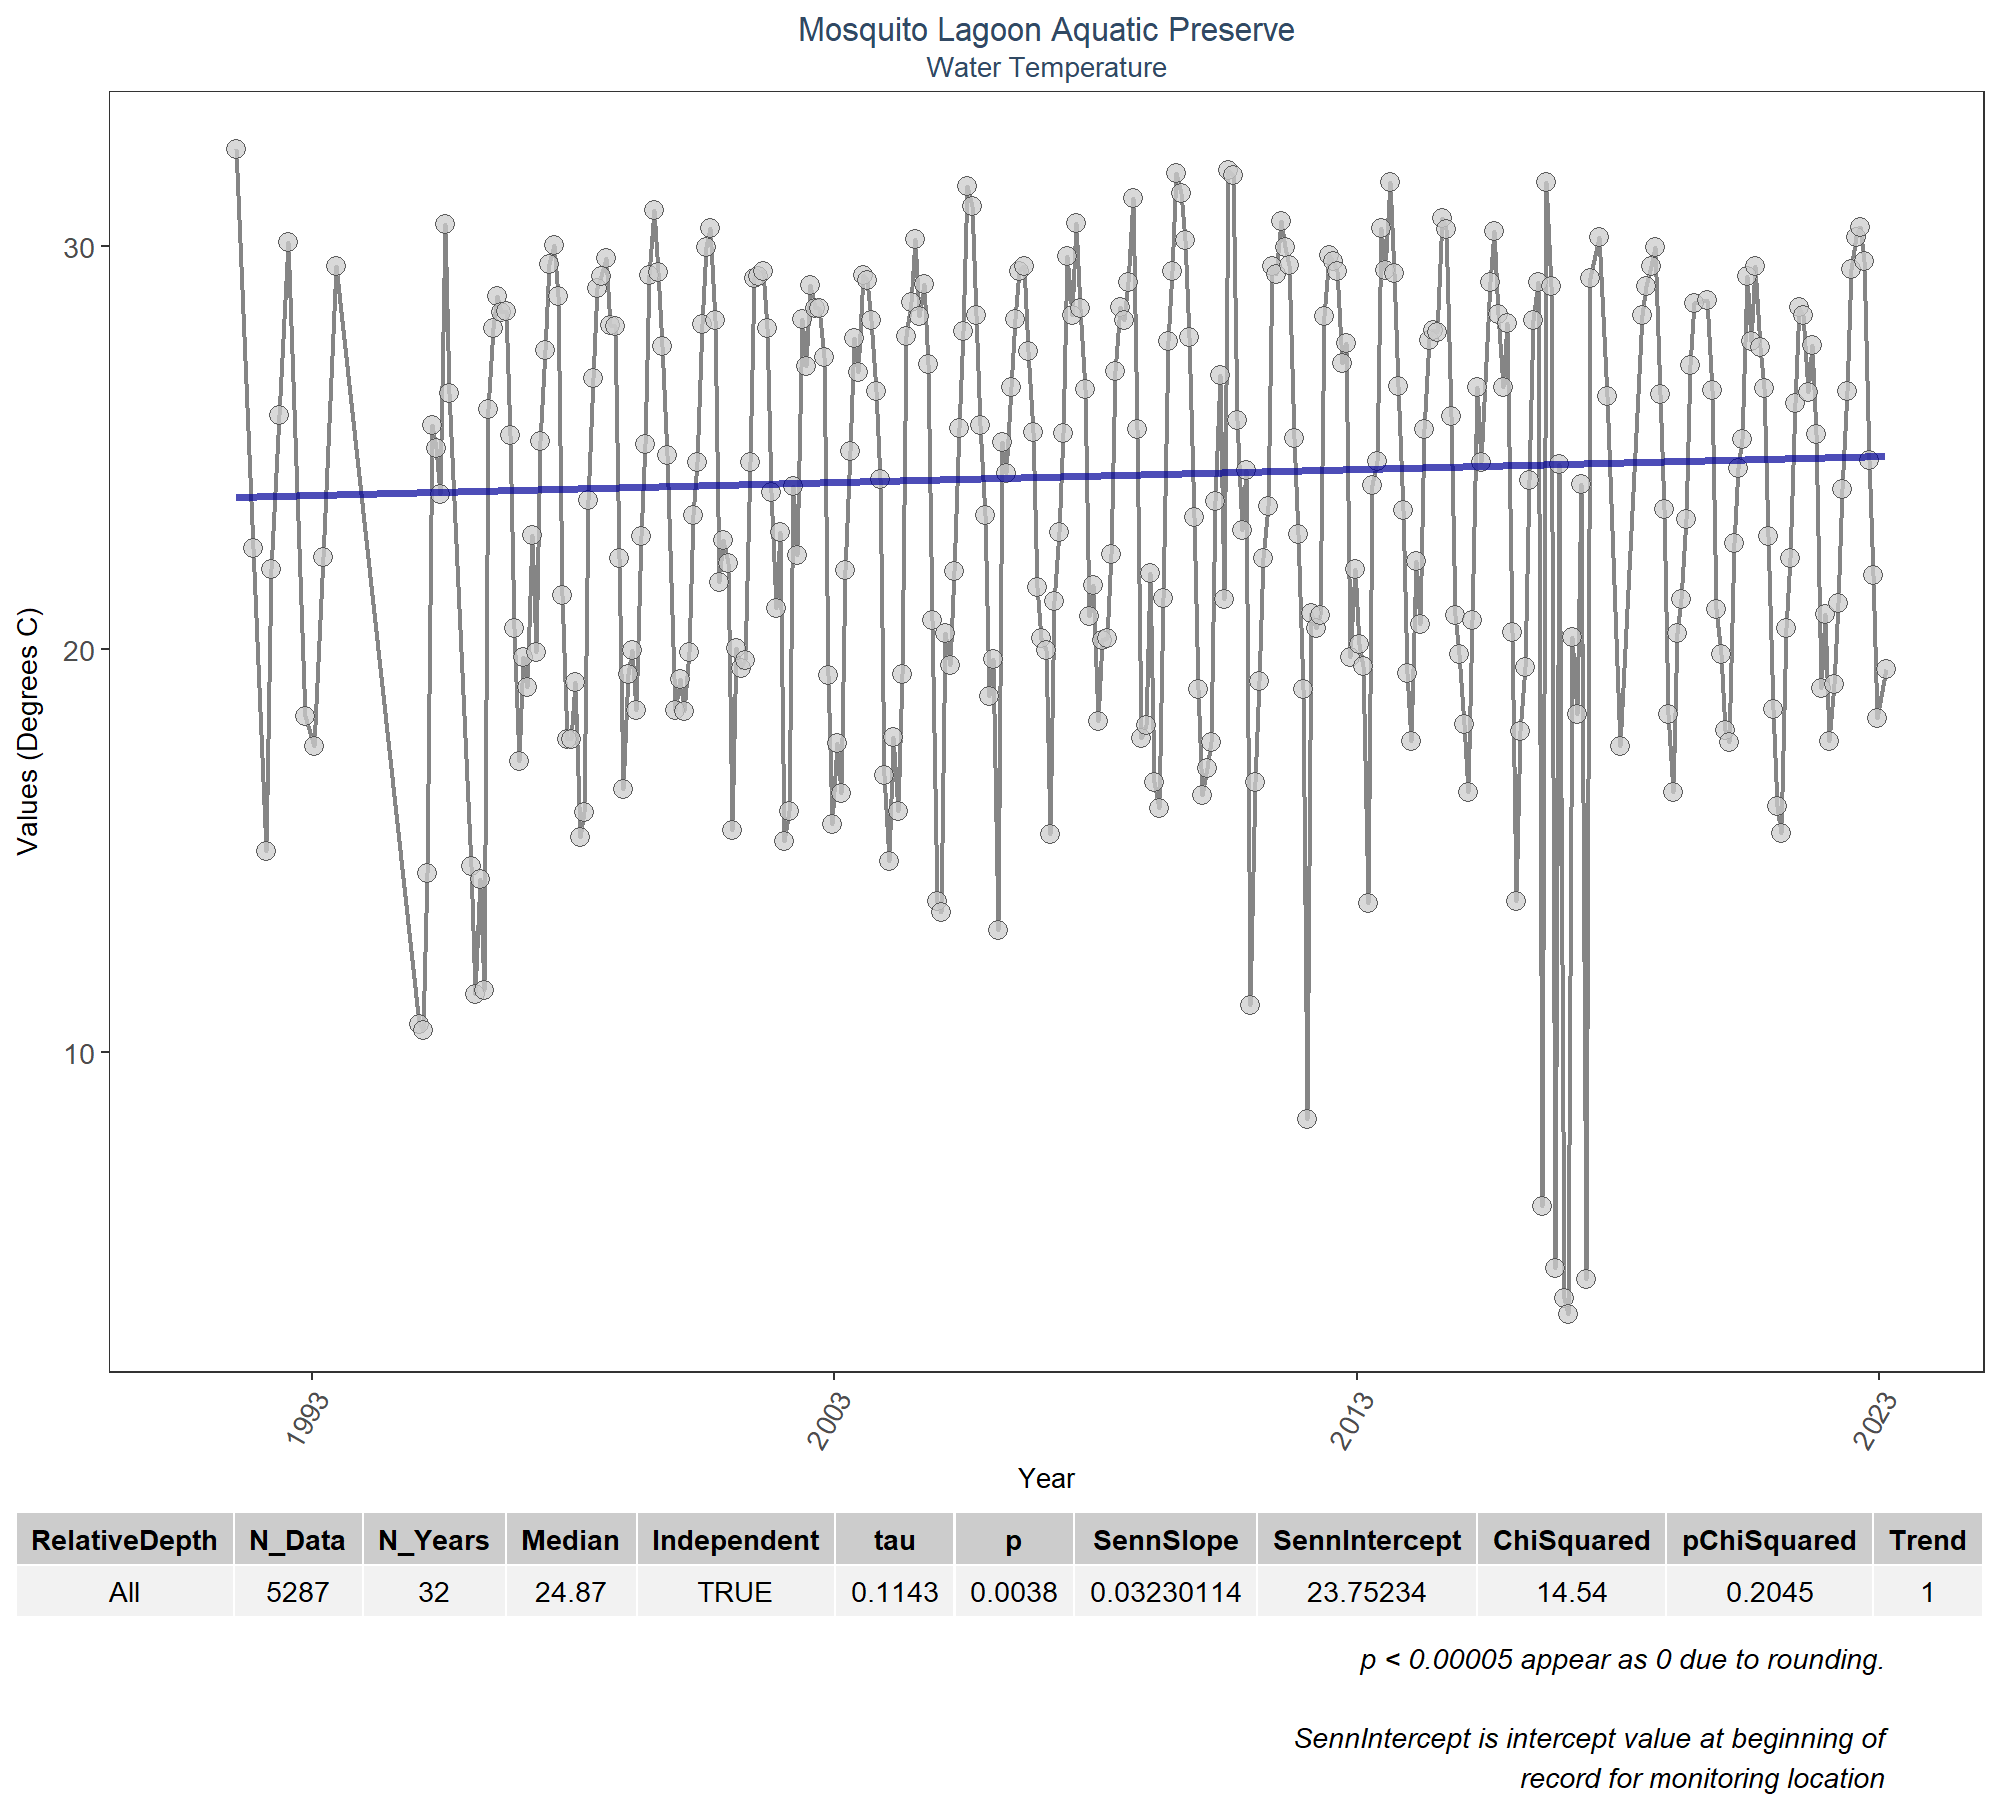 Mosquito Lagoon Aquatic Preserve
Water Temperature
Values (Degrees C)
30
20
10
1993
2003
2013
2023
Year
RelativeDepth N_Data N_Years Median Independent tau p SennSlope SennIntercept ChiSquared pChiSquared Trend
All 5287 32 24.87 TRUE 0.1143 0.0038 0.03230114 23.75234 14.54 0.2045 1
p < 0.00005 appear as 0 due to rounding.
SennIntercept is intercept value at beginning of
record for monitoring location